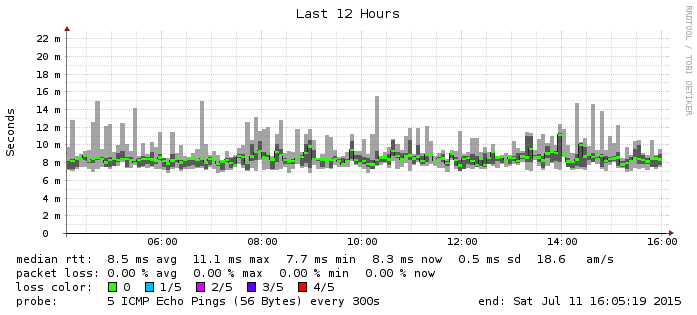 Last 12 Hours
RRDTOOL / TOBI OETIKER
Seconds
22 m
20 m
18 m
16 m
14 m
12 m
10 m
8 m
6 m
4 m
2 m
0
06:00 08:00 10:00 12:00 14:00 16:00
median rtt: 8.5 ms avg 11.1 ms max 7.7 ms min 8.3 ms now 0.5 ms sd 18.6 am/s
packet loss: 0.00 % avg 0.00 % max 0.00 % min 0.00 % now
loss color: 0 1/5 2/5 3/5 4/5
probe: 5 ICMP Echo Pings (56 Bytes) every 300s end: Sat Jul 11 16:05:19 2015